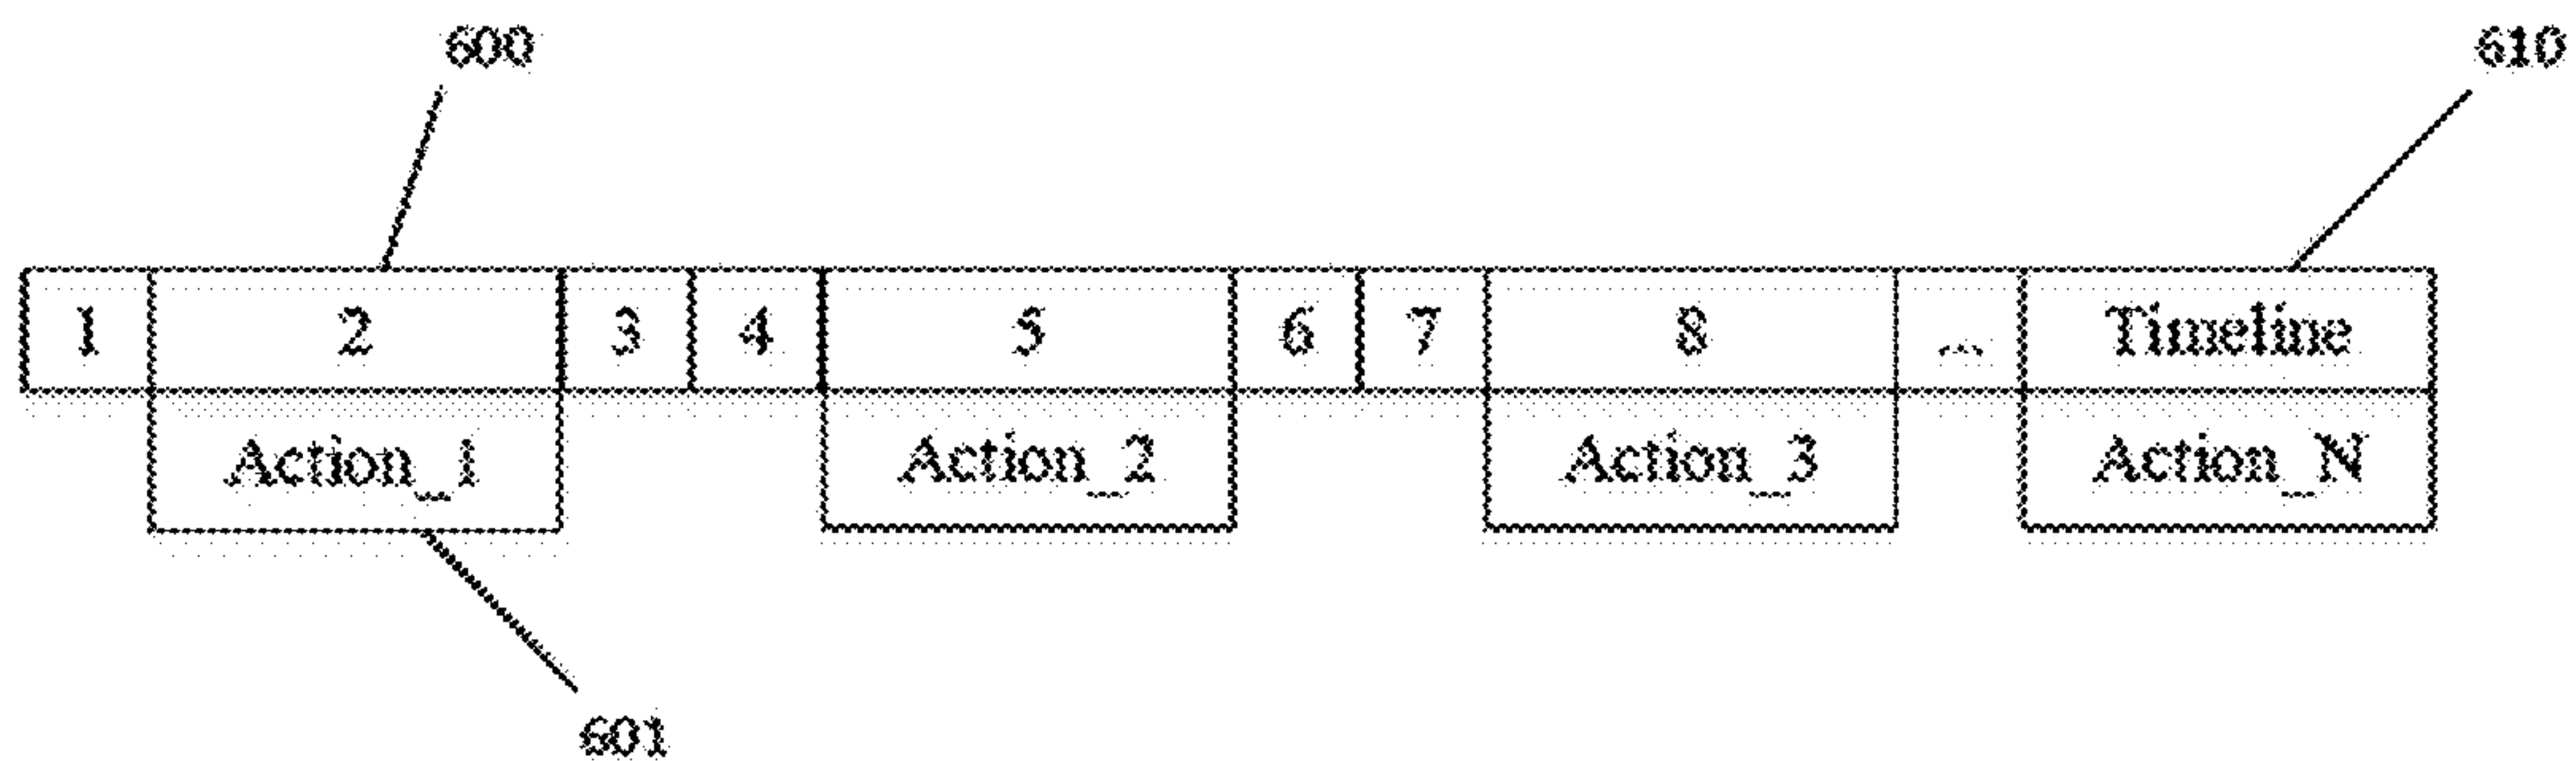 600 610
1 2 3 4 5 6 7 8 ... Timeline
Action_1 Action_2 Action_3 Action_N
601